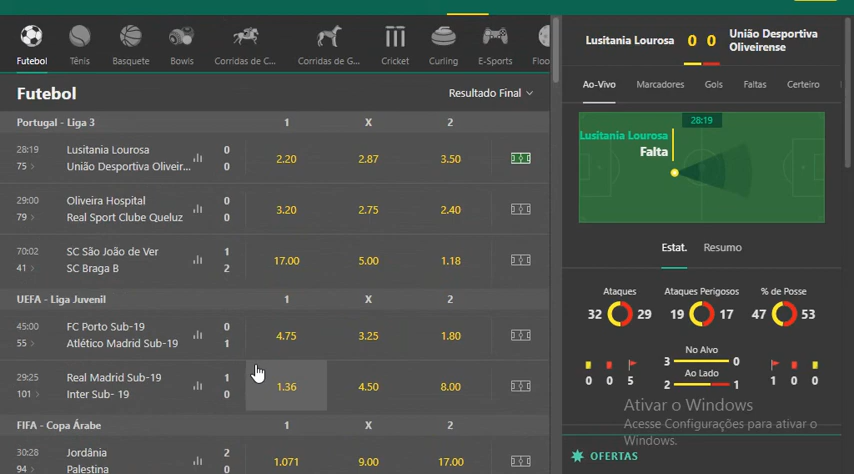 Futebol Tênis Basquete Bowls Corridas de C... Corridas de G... Cricket Curling E-Sports Floo
Futebol
Resultado Final
Portugal - Liga 3 1 X 2
28:19 Lusitania Lourosa 0 2.20 2.87 3.50
75 > União Desportiva Oliveir... 0
29:00 Oliveira Hospital 0 3.20 2.75 2.40
79 > Real Sport Clube Queluz 0
70:02 SC São João de Ver 1 17.00 5.00 1.18
41 > SC Braga B 2
UEFA - Liga Juvenil 1 X 2
45:00 FC Porto Sub-19 0 4.75 3.25 1.80
55 > Atlético Madrid Sub-19 1
29:25 Real Madrid Sub-19 1 1.36 4.50 8.00
101 > Inter Sub- 19 0
FIFA - Copa Árabe 1 X 2
30:28 Jordânia 2 1.071 9.00 17.00
94 > Palestina 0
Lusitania Lourosa 0 0 União Desportiva
Oliveirense
Ao-Vivo Marcadores Gols Faltas Certeiro
28:19
Lusitania Lourosa
Falta
Estat. Resumo
Ataques Ataques Perigosos % de Posse
32 29 19 17 47 53
No Alvo
3 0
Ao Lado
2 1
0 0 5 1 0 0
Ativar o Windows
Acesse Configurações para ativar o
Windows.
OFERTAS